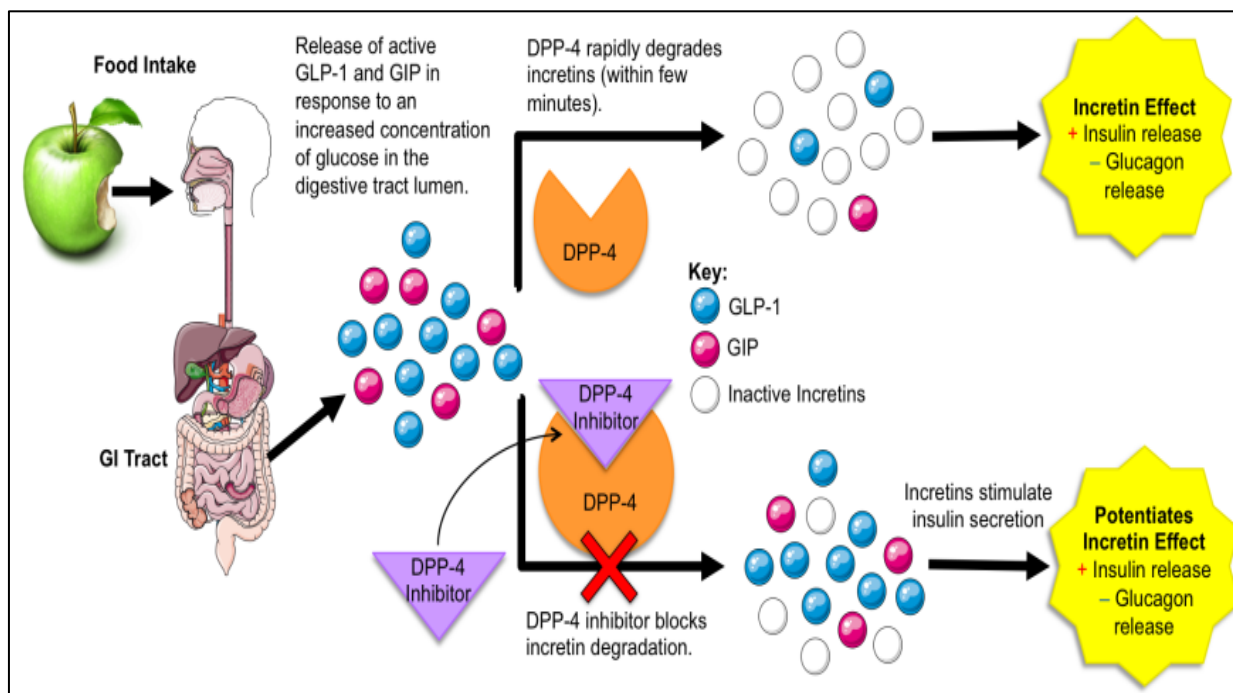 Food Intake
Release of active
GLP-1 and GIP in
response to an
increased concentration
of glucose in the
digestive tract lumen.
DPP-4 rapidly degrades
incretins (within few
minutes).
Incretin Effect
+ Insulin release
– Glucagon
release
DPP-4
Key:
GLP-1
GIP
Inactive Incretins
GI Tract
DPP-4
Inhibitor
DPP-4
DPP-4
Inhibitor
DPP-4 inhibitor blocks
incretin degradation.
Incretins stimulate
insulin secretion
Potentiates
Incretin Effect
+ Insulin release
– Glucagon
release